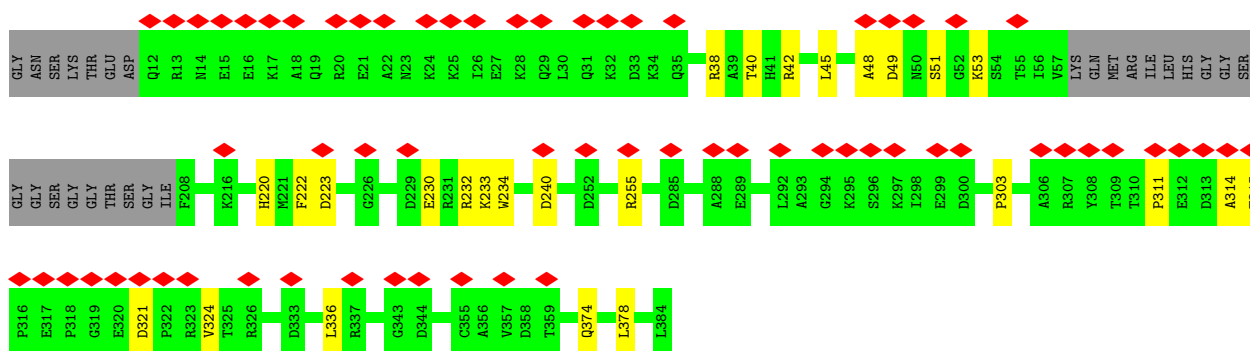 GLY ASN SER LYS THR GLU ASP Q12 R13 N14 E15 E16 K17 A18 Q19 R20 E21 A22 N23 K24 K25 I26 E27 K28 Q29 L30 Q31 K32 D33 K34 Q35 R38 A39 T40 H41 R42 L45 A48 D49 N50 S51 G52 K53 S54 T55 I56 V57 LYS GLN MET ARG ILE LEU HIS GLY GLY SER
GLY GLY SER GLY GLY THR SER GLY ILE F208 K216 H220 M221 F222 D223 G226 D229 E230 R231 R232 K233 W234 D240 D252 R255 D285 A288 E289 L292 A293 G294 K295 S296 K297 I298 E299 D300 P303 A306 R307 Y308 T309 T310 P311 E312 D313 A314
P316 E317 P318 G319 E320 D321 P322 R323 V324 T325 R326 D333 L336 R337 G343 D344 C355 A356 V357 D358 T359 Q374 L378 L384